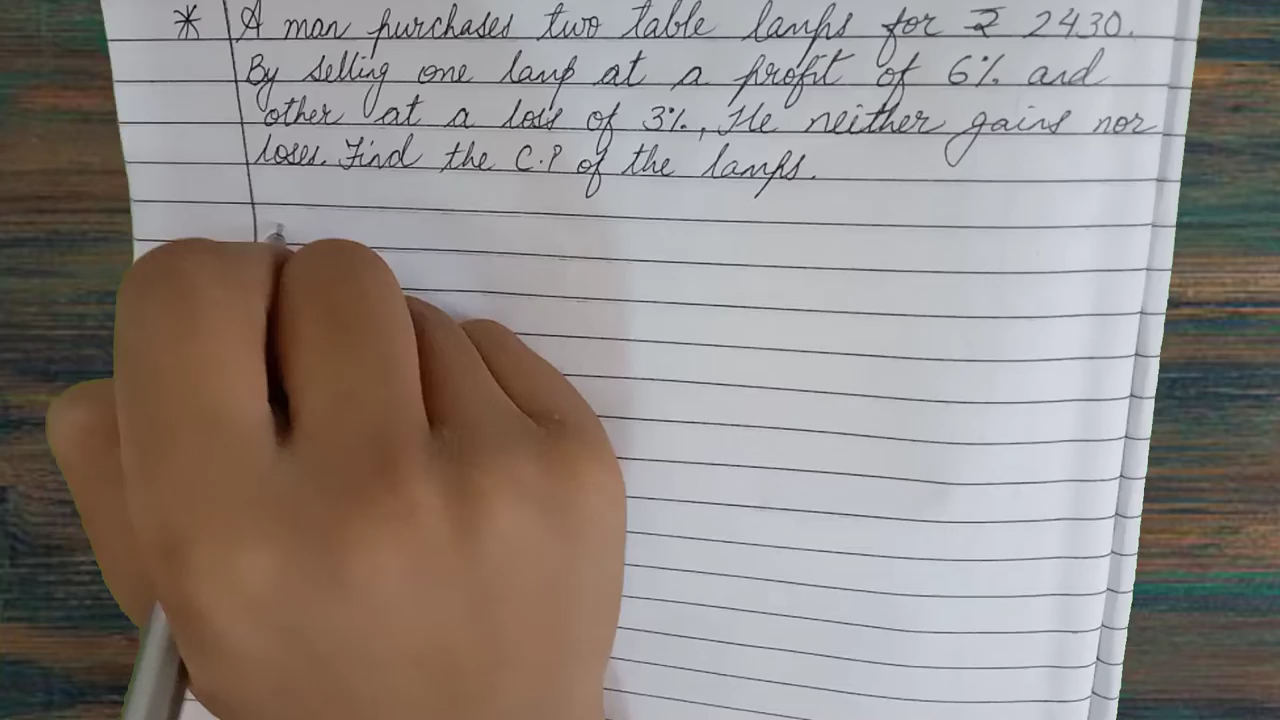 * A man purchases two table lamps for ₹ 2430.
By selling one lamp at a profit of 6% and
other at a loss of 3%, He neither gains nor
loses. Find the C.P of the lamps.